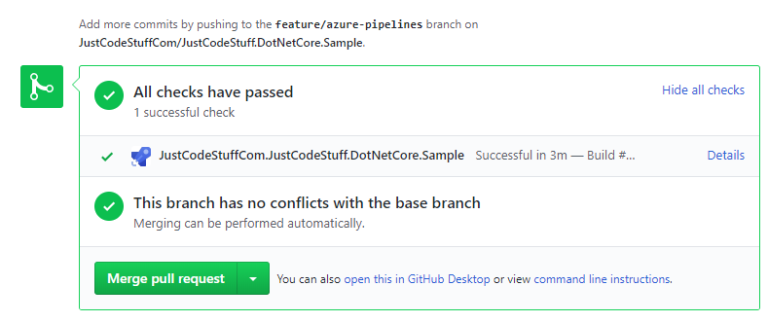 Add more commits by pushing to the feature/azure-pipelines branch on
JustCodeStuffCom/JustCodeStuff.DotNetCore.Sample.
All checks have passed
Hide all checks
1 successful check
JustCodeStuffCom.JustCodeStuff.DotNetCore.Sample Successful in 3m — Build #...
Details
This branch has no conflicts with the base branch
Merging can be performed automatically.
Merge pull request
You can also open this in GitHub Desktop or view command line instructions.